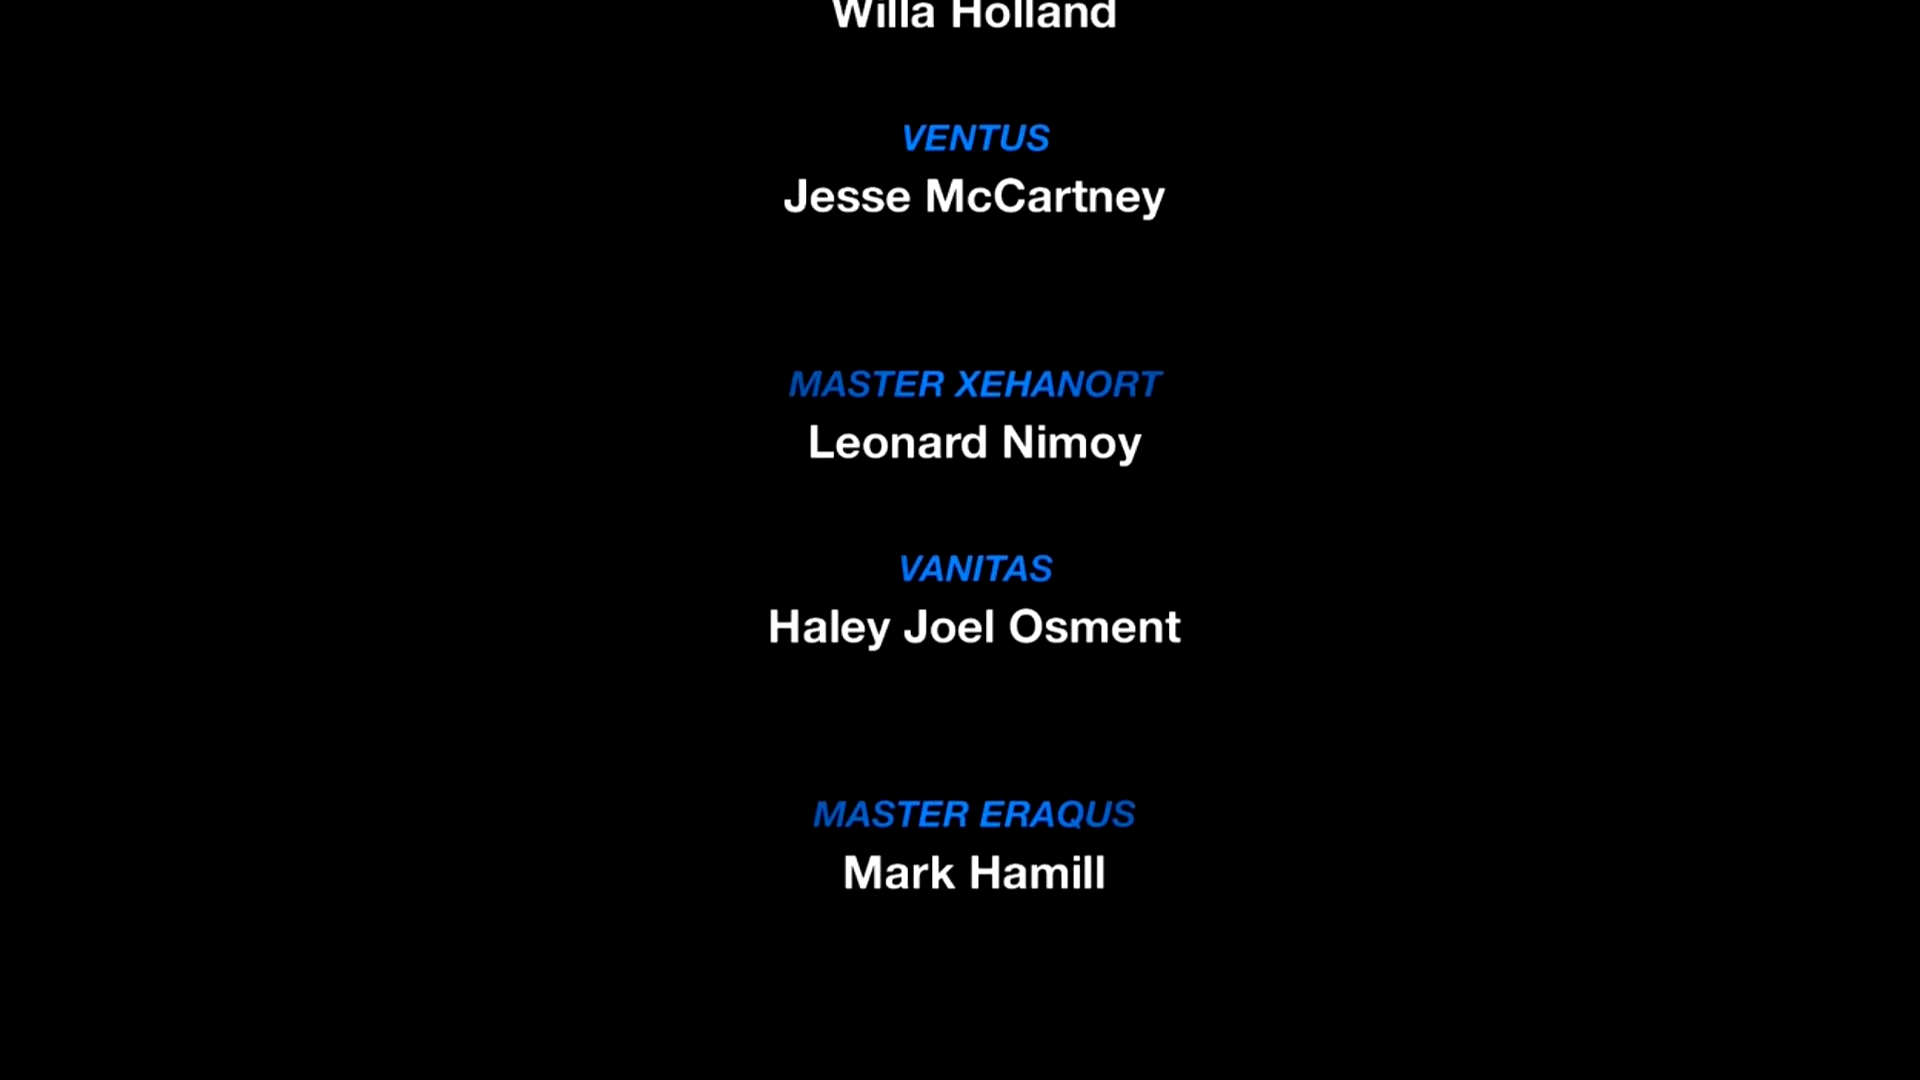 Willa Holland
VENTUS
Jesse McCartney
MASTER XEHANORT
Leonard Nimoy
VANITAS
Haley Joel Osment
MASTER ERAQUS
Mark Hamill